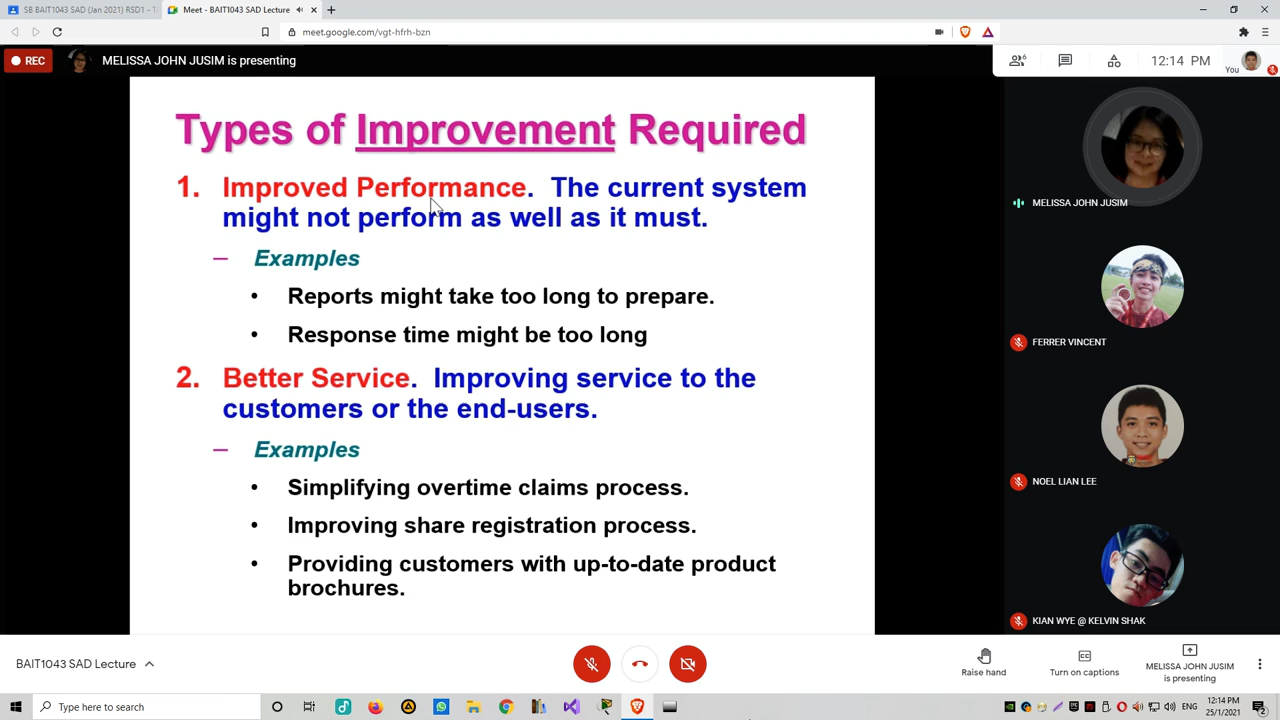 SB BAIT1043 SAD (Jan 2021) RSD1 - T
Meet - BAIT1043 SAD Lecture
meet.google.com/vgt-hfrh-bzn
REC
MELISSA JOHN JUSIM is presenting
6
12:14 PM
You
Types of Improvement Required
1. Improved Performance. The current system
might not perform as well as it must.
– Examples
• Reports might take too long to prepare.
• Response time might be too long
2. Better Service. Improving service to the
customers or the end-users.
– Examples
• Simplifying overtime claims process.
• Improving share registration process.
• Providing customers with up-to-date product
brochures.
MELISSA JOHN JUSIM
FERRER VINCENT
NOEL LIAN LEE
KIAN WYE @ KELVIN SHAK
BAIT1043 SAD Lecture
Raise hand
CC
Turn on captions
MELISSA JOHN JUSIM
is presenting
Type here to search
ENG
12:14 PM
25/1/2021